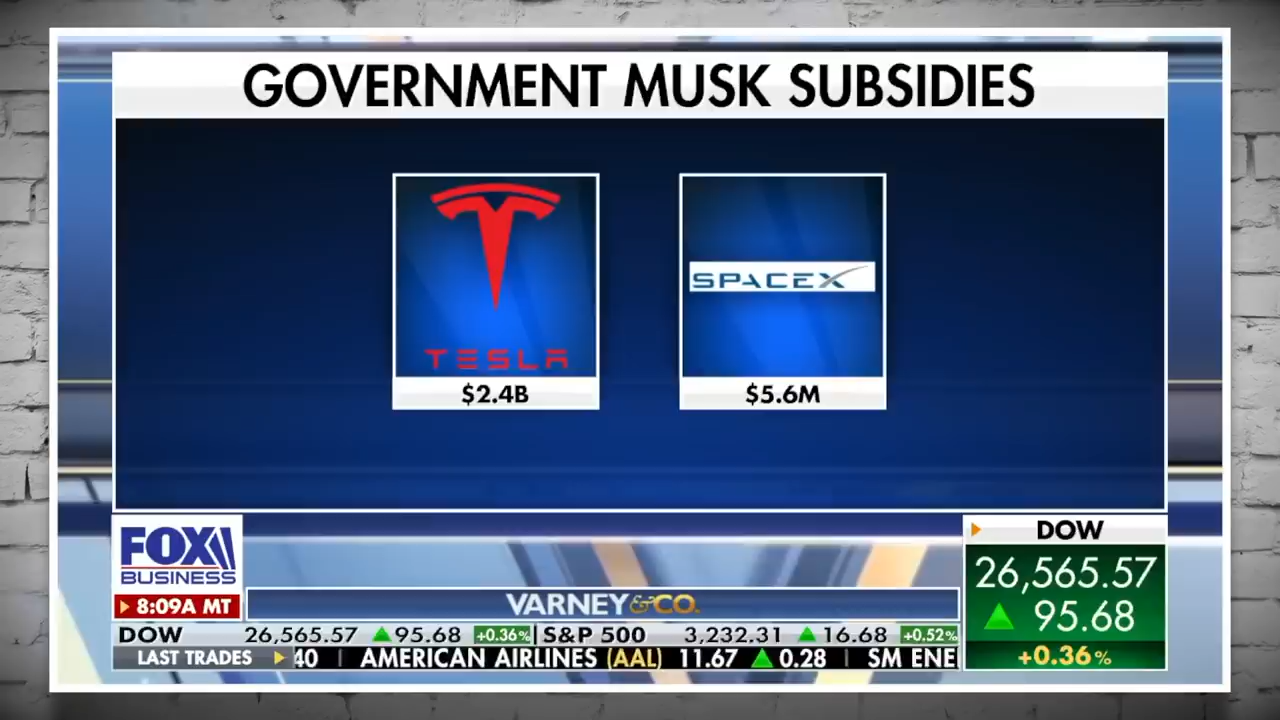 GOVERNMENT MUSK SUBSIDIES
TESLA
$2.4B
SPACEX
$5.6M
FOX
BUSINESS
8:09A MT
VARNEY & CO.
DOW
26,565.57
95.68
+0.36%
DOW 26,565.57 95.68 +0.36% S&P 500 3,232.31 16.68 +0.52%
LAST TRADES 40 AMERICAN AIRLINES (AAL) 11.67 0.28 SM ENE